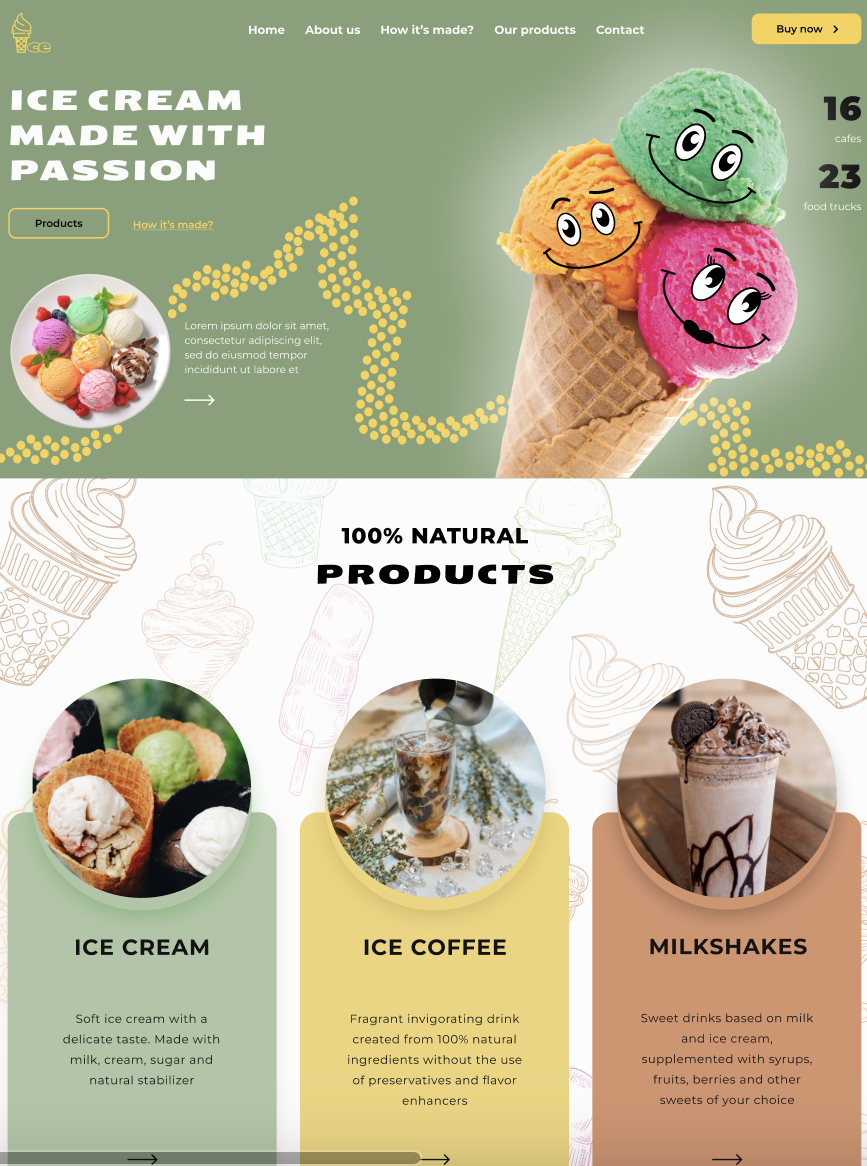 ice
Home
About us
How it's made?
Our products
Contact
Buy now
ICE CREAM
MADE WITH
PASSION
16
cafes
23
food trucks
Products
How it's made?
Lorem ipsum dolor sit amet,
consectetur adipiscing elit,
sed do eiusmod tempor
incididunt ut labore et
100% NATURAL
PRODUCTS
ICE CREAM
Soft ice cream with a
delicate taste. Made with
milk, cream, sugar and
natural stabilizer
ICE COFFEE
Fragrant invigorating drink
created from 100% natural
ingredients without the use
of preservatives and flavor
enhancers
MILKSHAKES
Sweet drinks based on milk
and ice cream,
supplemented with syrups,
fruits, berries and other
sweets of your choice